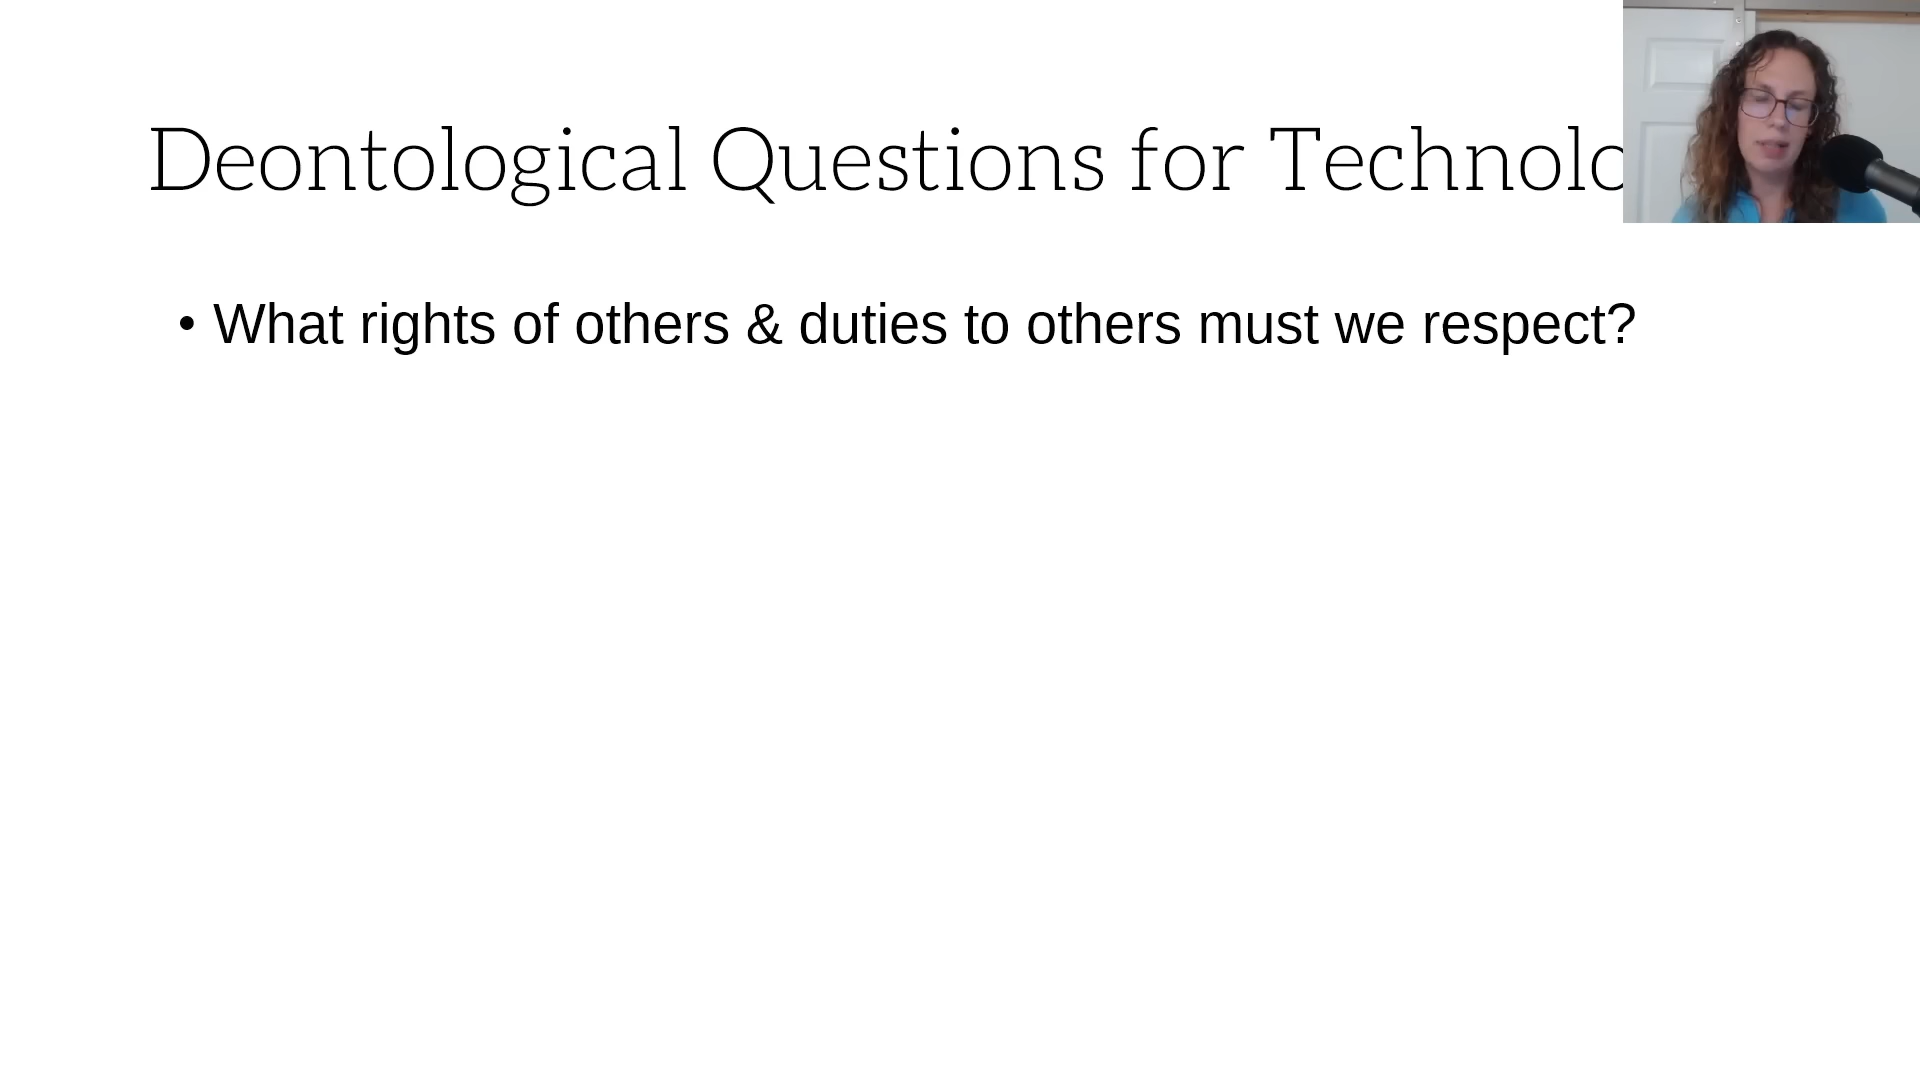 Deontological Questions for Technolo
• What rights of others & duties to others must we respect?